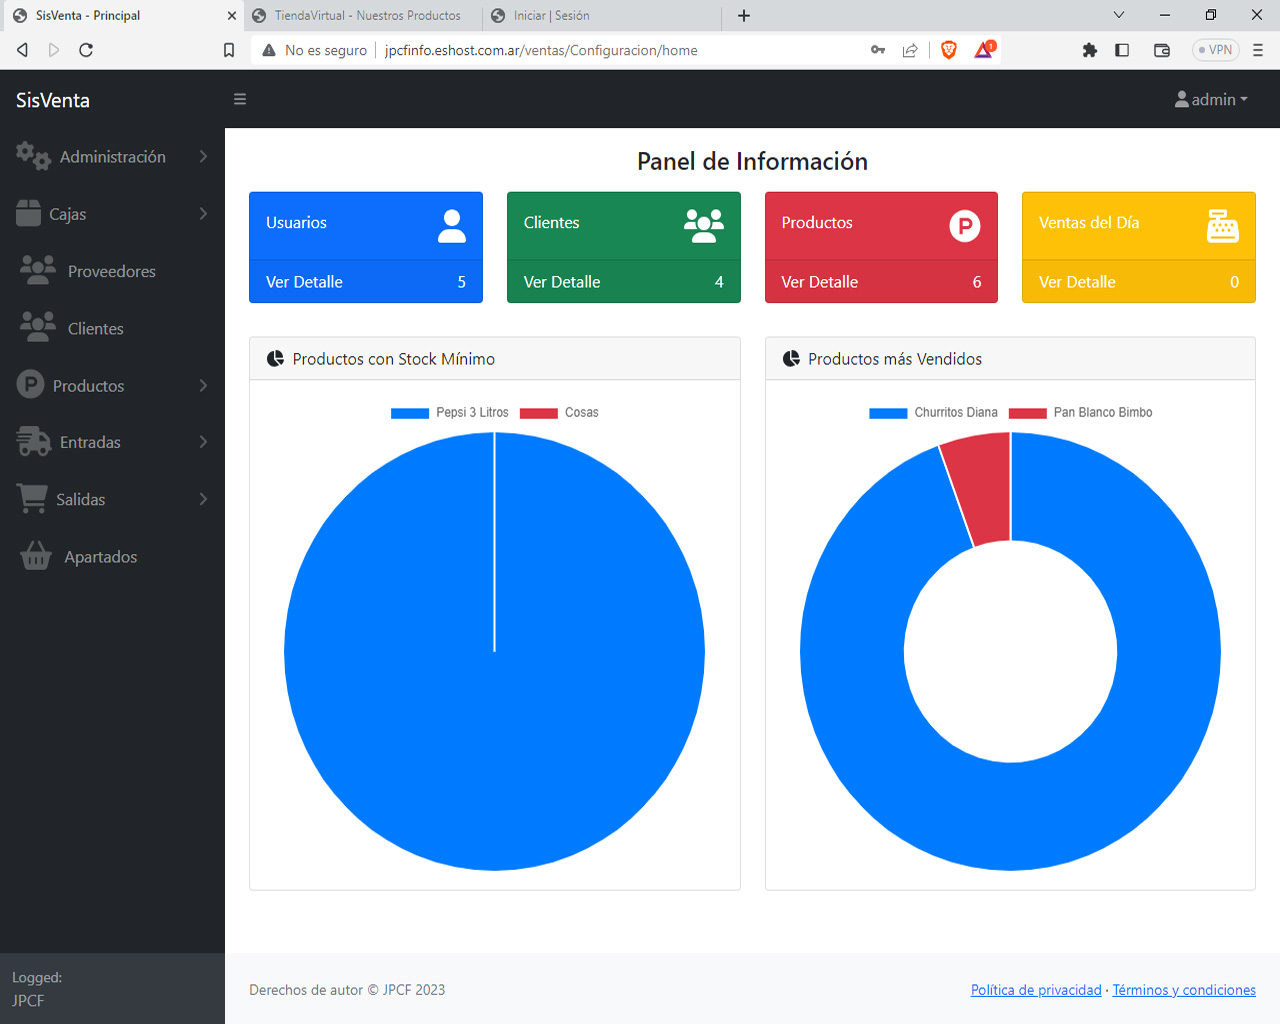 SisVenta - Principal
TiendaVirtual - Nuestros Productos
Iniciar | Sesión
No es seguro
jpcfinfo.eshost.com.ar/ventas/Configuracion/home
1
VPN
SisVenta
admin
Administración
Cajas
Proveedores
Clientes
Productos
Entradas
Salidas
Apartados
Logged:
JPCF
Panel de Información
Usuarios
Ver Detalle 5
Clientes
Ver Detalle 4
Productos
P
Ver Detalle 6
Ventas del Día
Ver Detalle 0
Productos con Stock Mínimo
Pepsi 3 Litros Cosas
Productos más Vendidos
Churritos Diana Pan Blanco Bimbo
Derechos de autor © JPCF 2023
Política de privacidad · Términos y condiciones